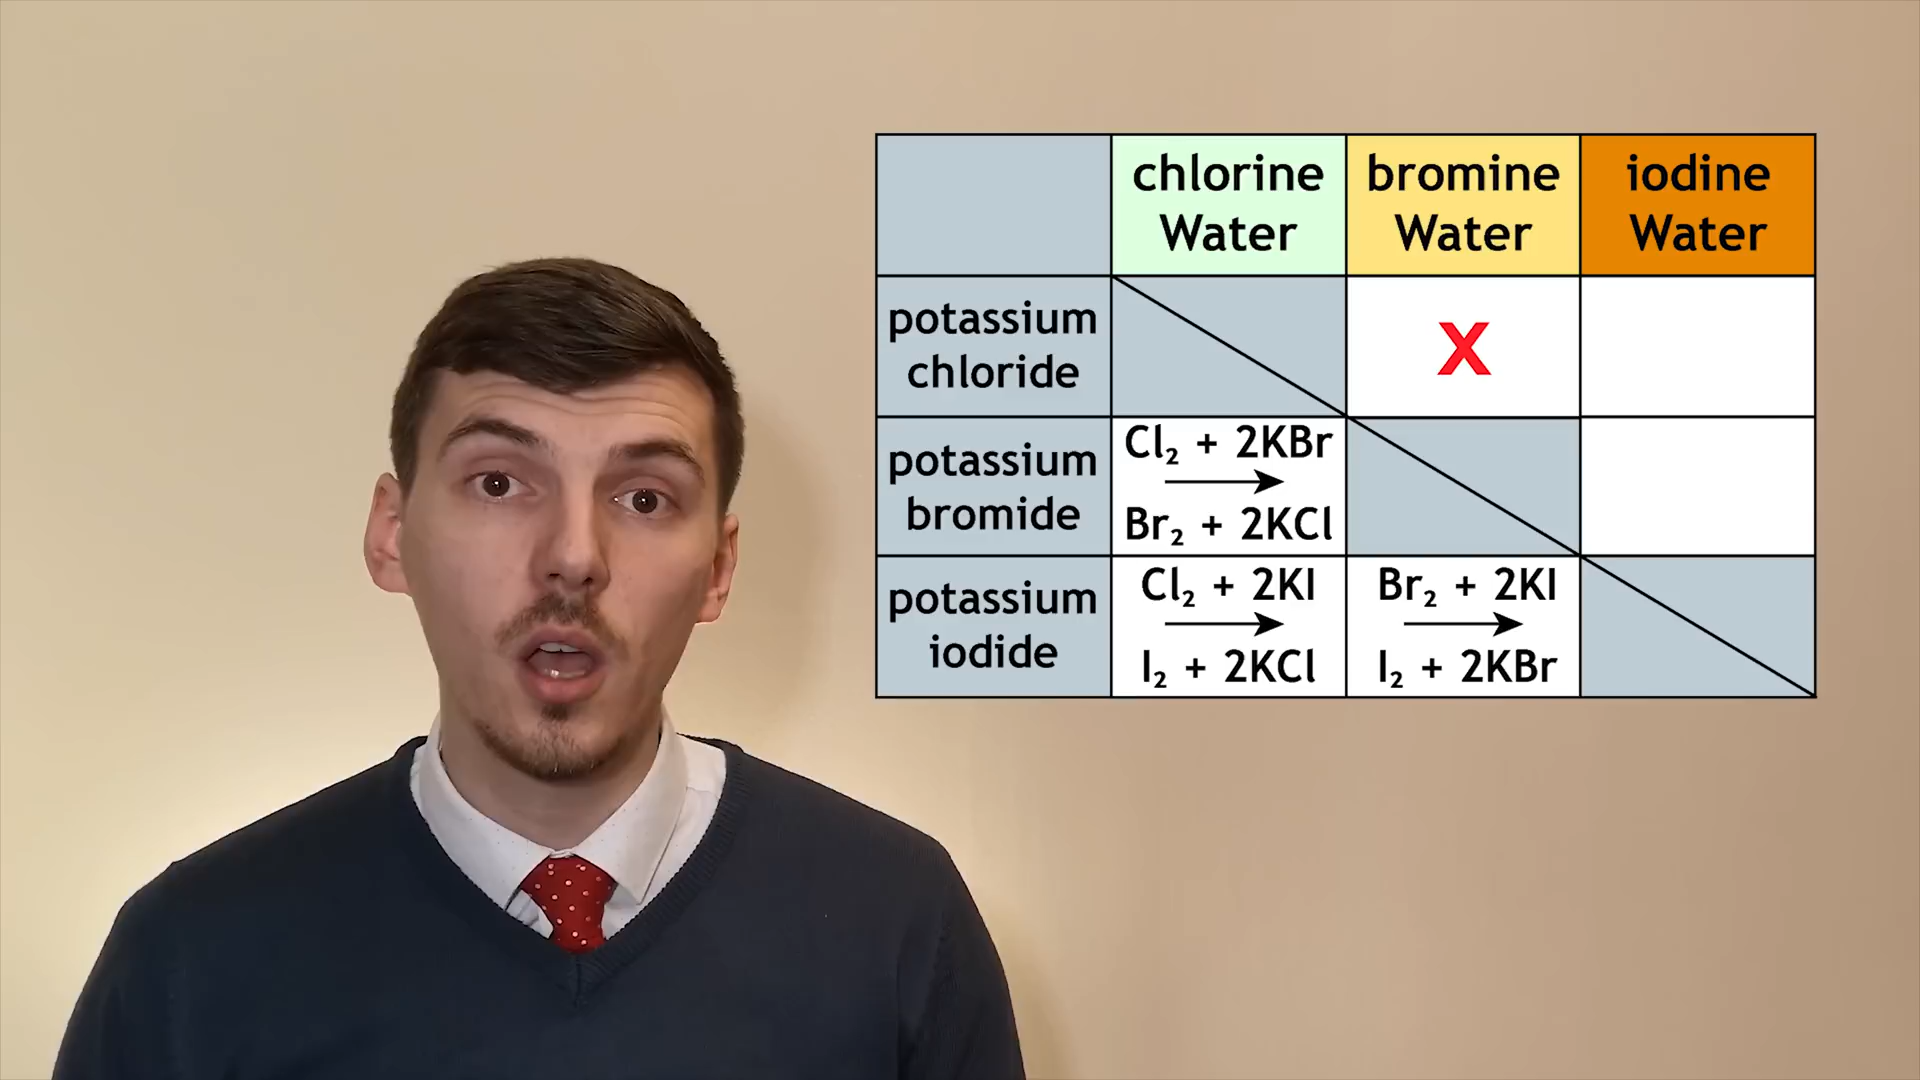 chlorine Water
bromine Water
iodine Water
potassium chloride
X
potassium bromide
Cl₂ + 2KBr
Br₂ + 2KCl
potassium iodide
Cl₂ + 2KI
I₂ + 2KCl
Br₂ + 2KI
I₂ + 2KBr